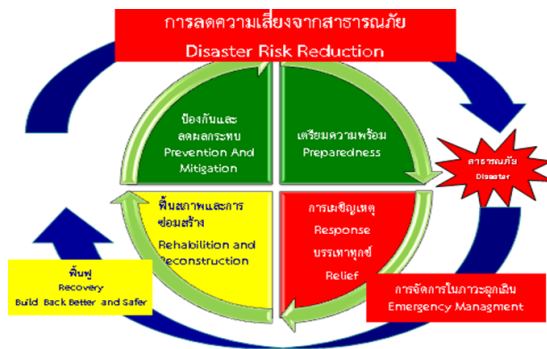 การลดความเสี่ยงจากสาธารณภัย
Disaster Risk Reduction
ป้องกันและ
ลดผลกระทบ
Prevention And
Mitigation
เตรียมความพร้อม
Preparedness
สาธารณภัย
Disaster
การเผชิญเหตุ
Response
บรรเทาทุกข์
Relief
การจัดการในภาวะฉุกเฉิน
Emergency Managment
ฟื้นสภาพและการ
ซ่อมสร้าง
Rehabilition and
Reconstruction
ฟื้นฟู
Recovery
Build Back Better and Safer